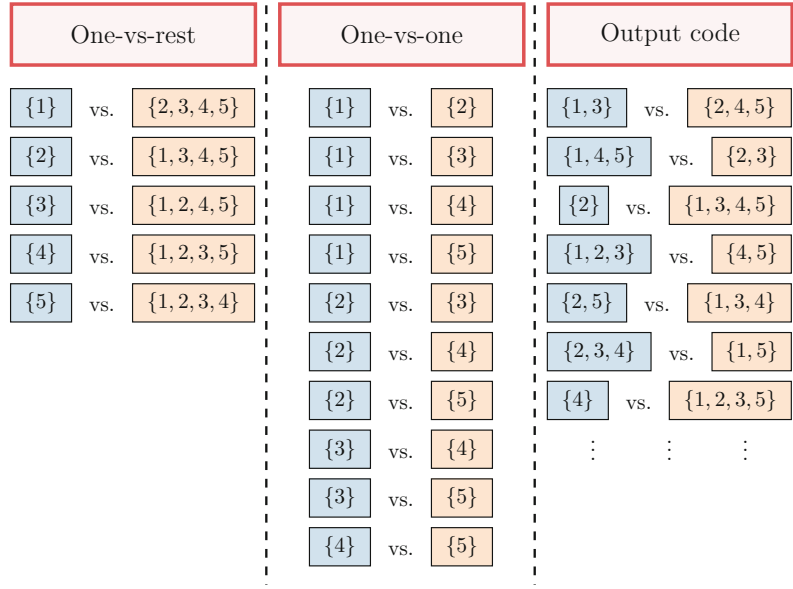 One-vs-rest
{1} vs. {2, 3, 4, 5}
{2} vs. {1, 3, 4, 5}
{3} vs. {1, 2, 4, 5}
{4} vs. {1, 2, 3, 5}
{5} vs. {1, 2, 3, 4}
One-vs-one
{1} vs. {2}
{1} vs. {3}
{1} vs. {4}
{1} vs. {5}
{2} vs. {3}
{2} vs. {4}
{2} vs. {5}
{3} vs. {4}
{3} vs. {5}
{4} vs. {5}
Output code
{1, 3} vs. {2, 4, 5}
{1, 4, 5} vs. {2, 3}
{2} vs. {1, 3, 4, 5}
{1, 2, 3} vs. {4, 5}
{2, 5} vs. {1, 3, 4}
{2, 3, 4} vs. {1, 5}
{4} vs. {1, 2, 3, 5}
⋮ ⋮ ⋮